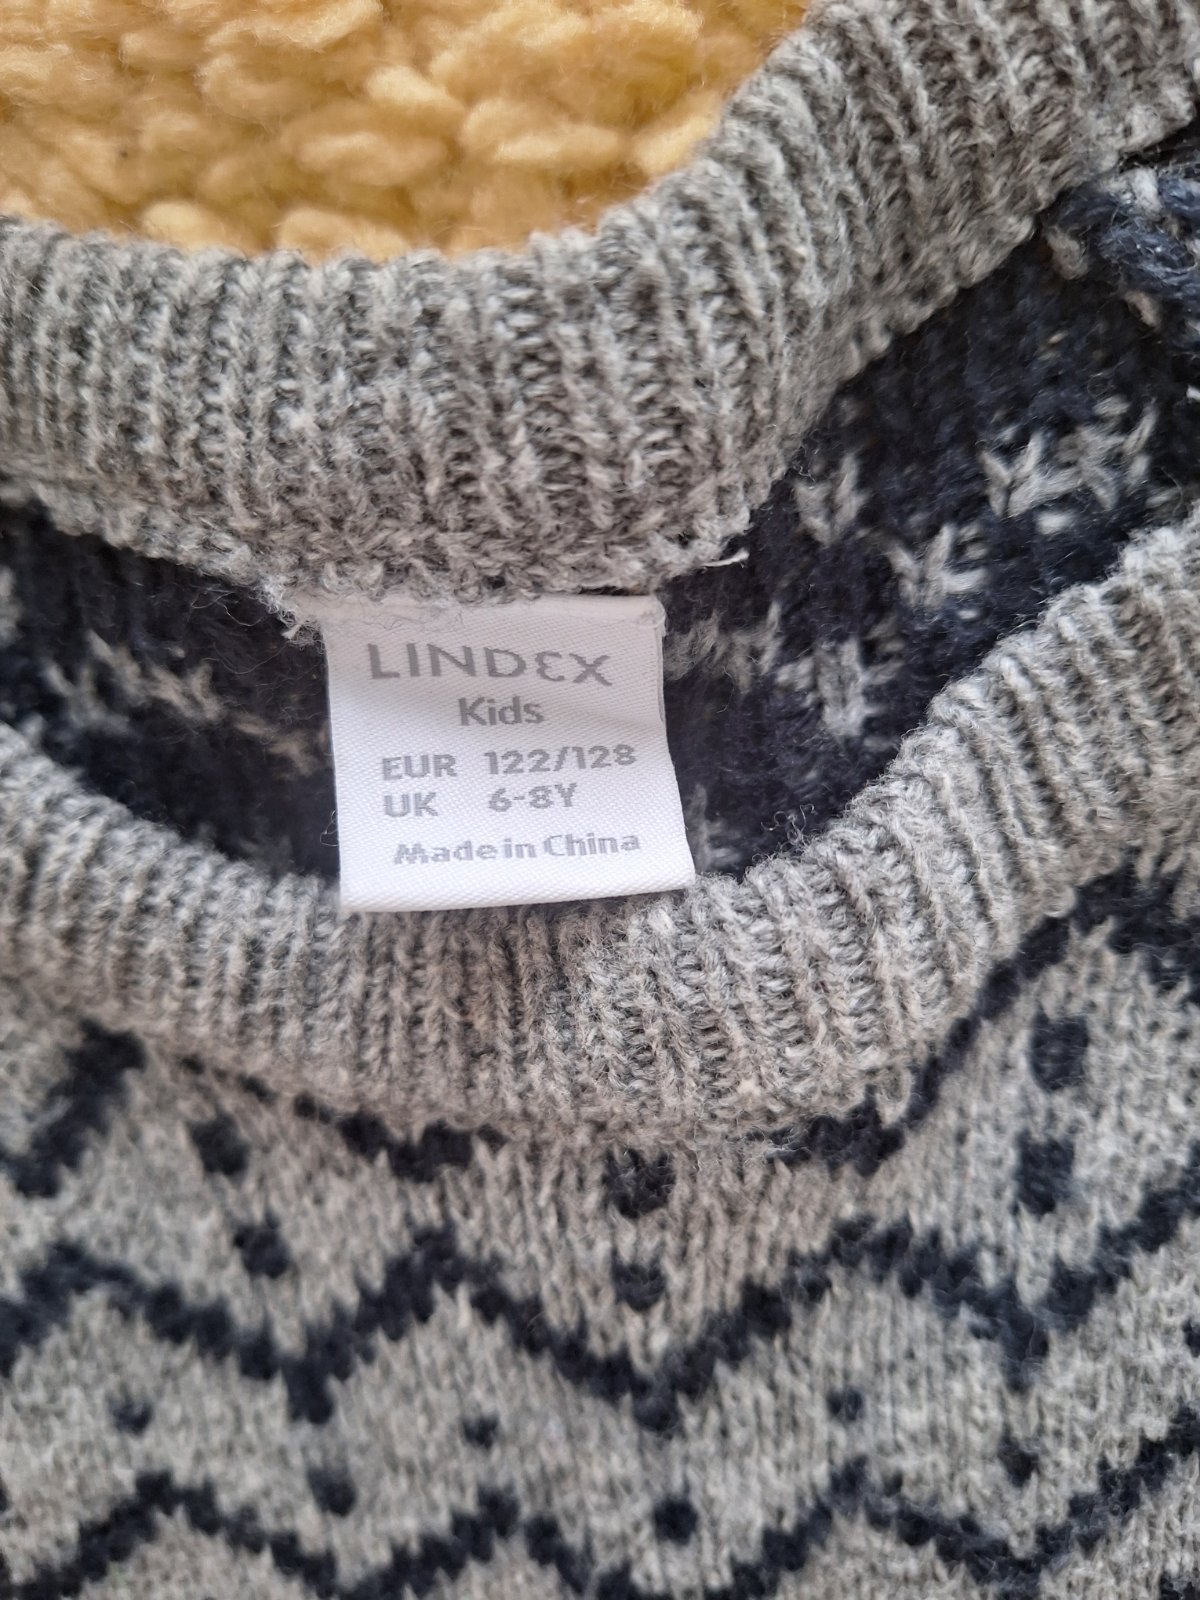 LINDEX
Kids
EUR 122/128
UK 6-8Y
Made in China